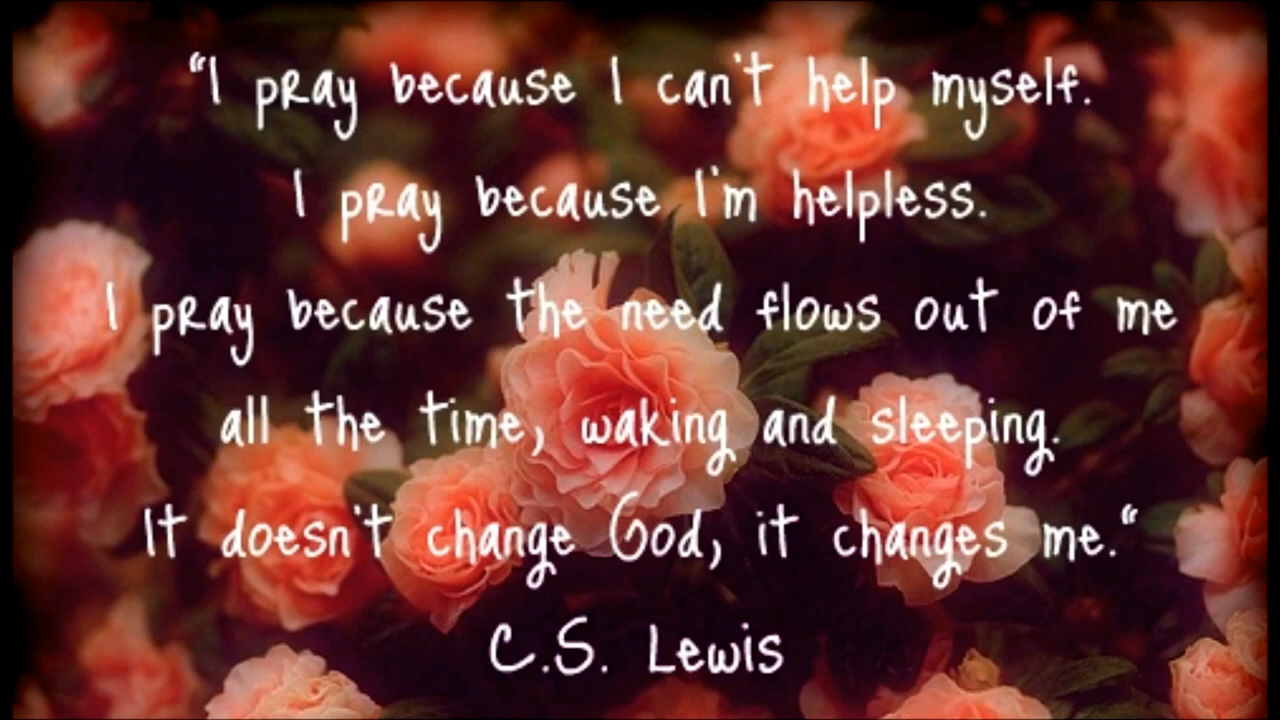 “I pray because I can't help myself.
I pray because I'm helpless.
I pray because the need flows out of me
all the time, waking and sleeping.
It doesn't change God, it changes me.“
C.S. Lewis